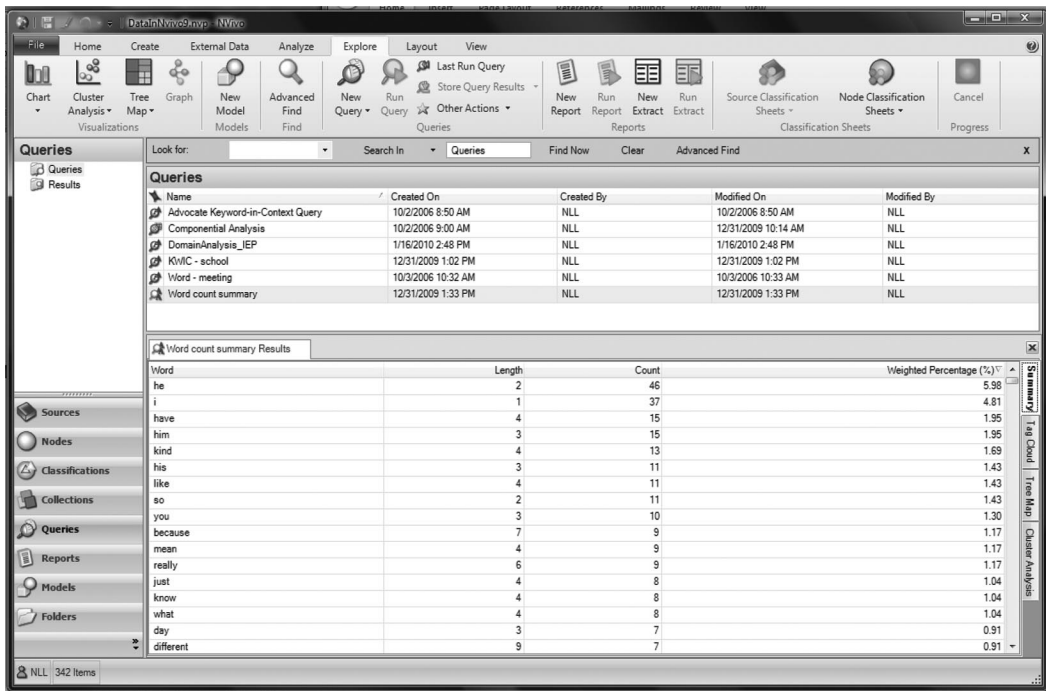 Home Insert Page Layout References Mailings Review View
DataInNvivo9.nvp - NVivo
File Home Create External Data Analyze Explore Layout View
Chart
Cluster Analysis
Tree Map
Graph
Visualizations
New Model
Models
Advanced Find
Find
New Query
Run Query
Last Run Query
Store Query Results
Other Actions
Queries
New Report
Run Report
New Extract
Run Extract
Reports
Source Classification Sheets
Node Classification Sheets
Classification Sheets
Cancel
Progress
Queries
Queries
Results
Look for: Search In Queries Find Now Clear Advanced Find x
Queries
Name Created On Created By Modified On Modified By
Advocate Keyword-in-Context Query 10/2/2006 8:50 AM NLL 10/2/2006 8:50 AM NLL
Componential Analysis 10/2/2006 9:00 AM NLL 12/31/2009 10:14 AM NLL
DomainAnalysis_IEP 1/16/2010 2:48 PM NLL 1/16/2010 2:48 PM NLL
KWIC - school 12/31/2009 1:02 PM NLL 12/31/2009 1:02 PM NLL
Word - meeting 10/3/2006 10:32 AM NLL 10/3/2006 10:33 AM NLL
Word count summary 12/31/2009 1:33 PM NLL 12/31/2009 1:33 PM NLL
Word count summary Results
Word Length Count Weighted Percentage (%)
he 2 46 5.98
i 1 37 4.81
have 4 15 1.95
him 3 15 1.95
kind 4 13 1.69
his 3 11 1.43
like 4 11 1.43
so 2 11 1.43
you 3 10 1.30
because 7 9 1.17
mean 4 9 1.17
really 6 9 1.17
just 4 8 1.04
know 4 8 1.04
what 4 8 1.04
day 3 7 0.91
different 9 7 0.91
Summary
Tag Cloud
Tree Map
Cluster Analysis
Sources
Nodes
Classifications
Collections
Queries
Reports
Models
Folders
NLL 342 Items